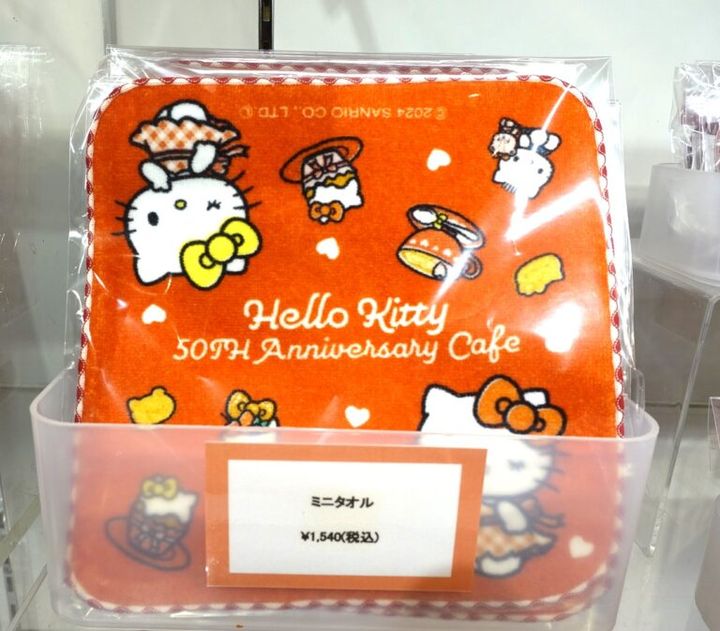 ©2024 SANRIO CO., LTD. Ⓛ
Hello Kitty
50TH Anniversary Cafe
ミニタオル
¥1,540(税込)